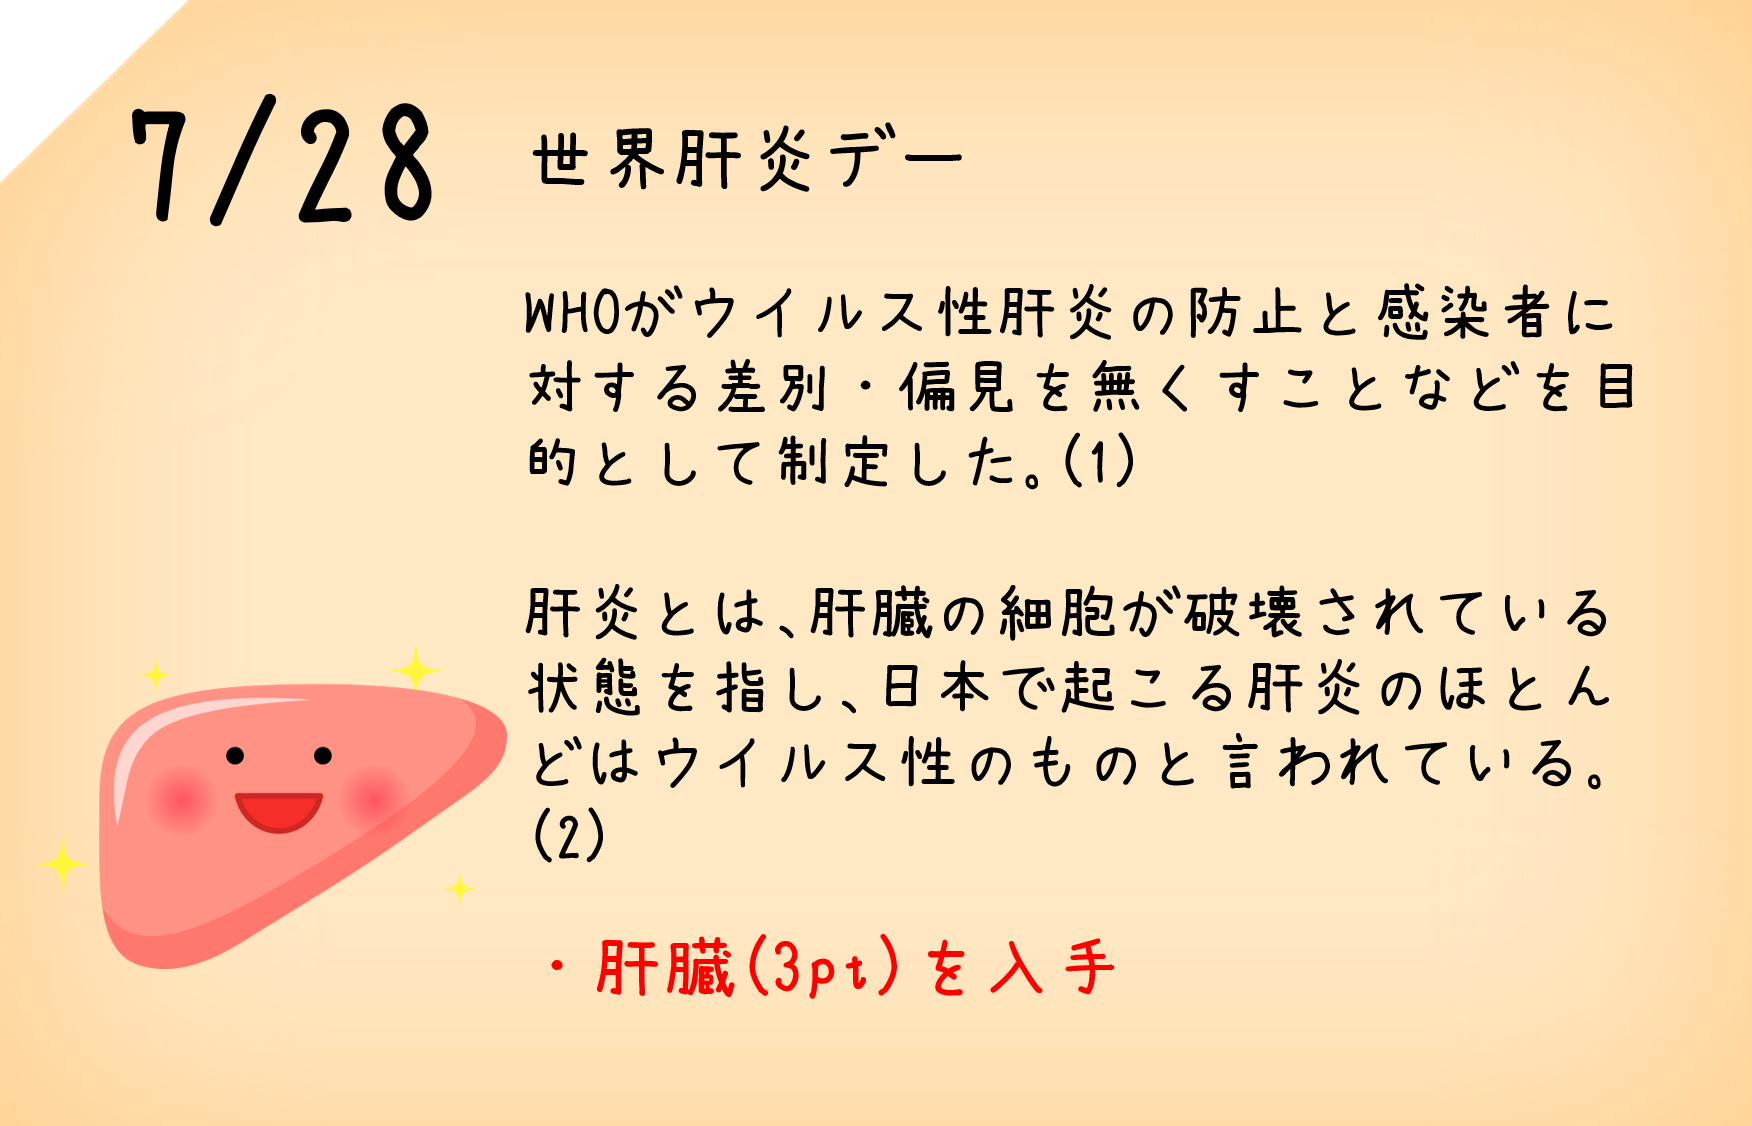 7/28
世界肝炎デー
WHOがウイルス性肝炎の防止と感染者に
対する差別・偏見を無くすことなどを目
的として制定した。(1)
肝炎とは、肝臓の細胞が破壊されている
状態を指し、日本で起こる肝炎のほとん
どはウイルス性のものと言われている。
(2)
・肝臓(3pt)を入手